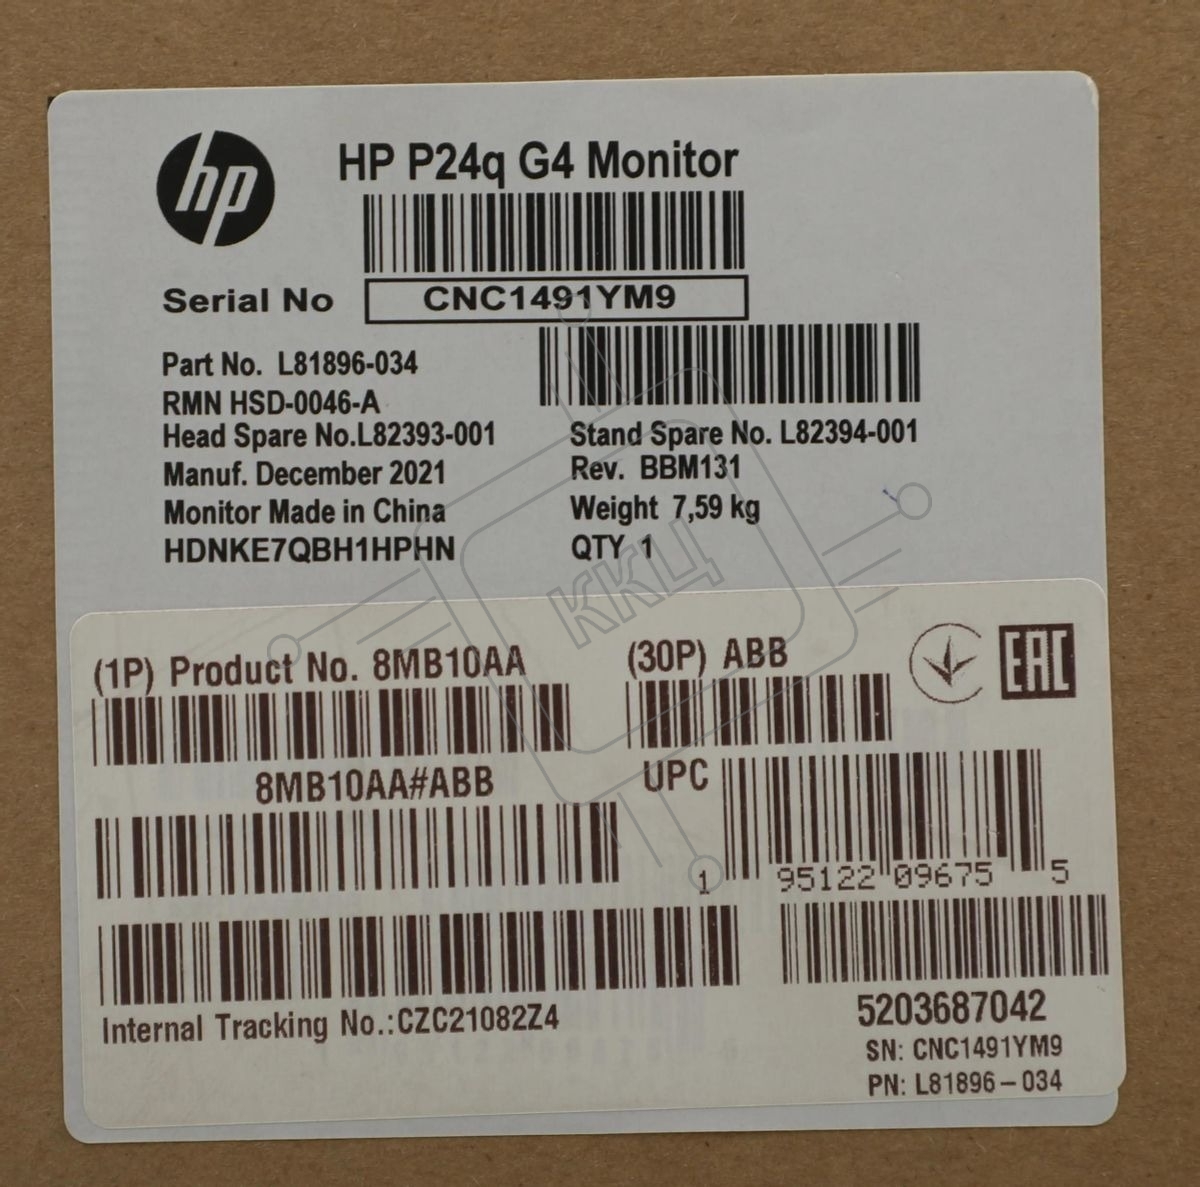 hp
HP P24q G4 Monitor
Serial No CNC1491YM9
Part No. L81896-034
RMN HSD-0046-A
Head Spare No.L82393-001 Stand Spare No. L82394-001
Manuf. December 2021 Rev. BBM131
Monitor Made in China Weight 7,59 kg
HDNKE7QBH1HPHN QTY 1
ККЦ
(1P) Product No. 8MB10AA (30P) ABB
EAC
8MB10AA#ABB UPC
1 95122 09675 5
Internal Tracking No.:CZC21082Z4
5203687042
SN: CNC1491YM9
PN: L81896-034